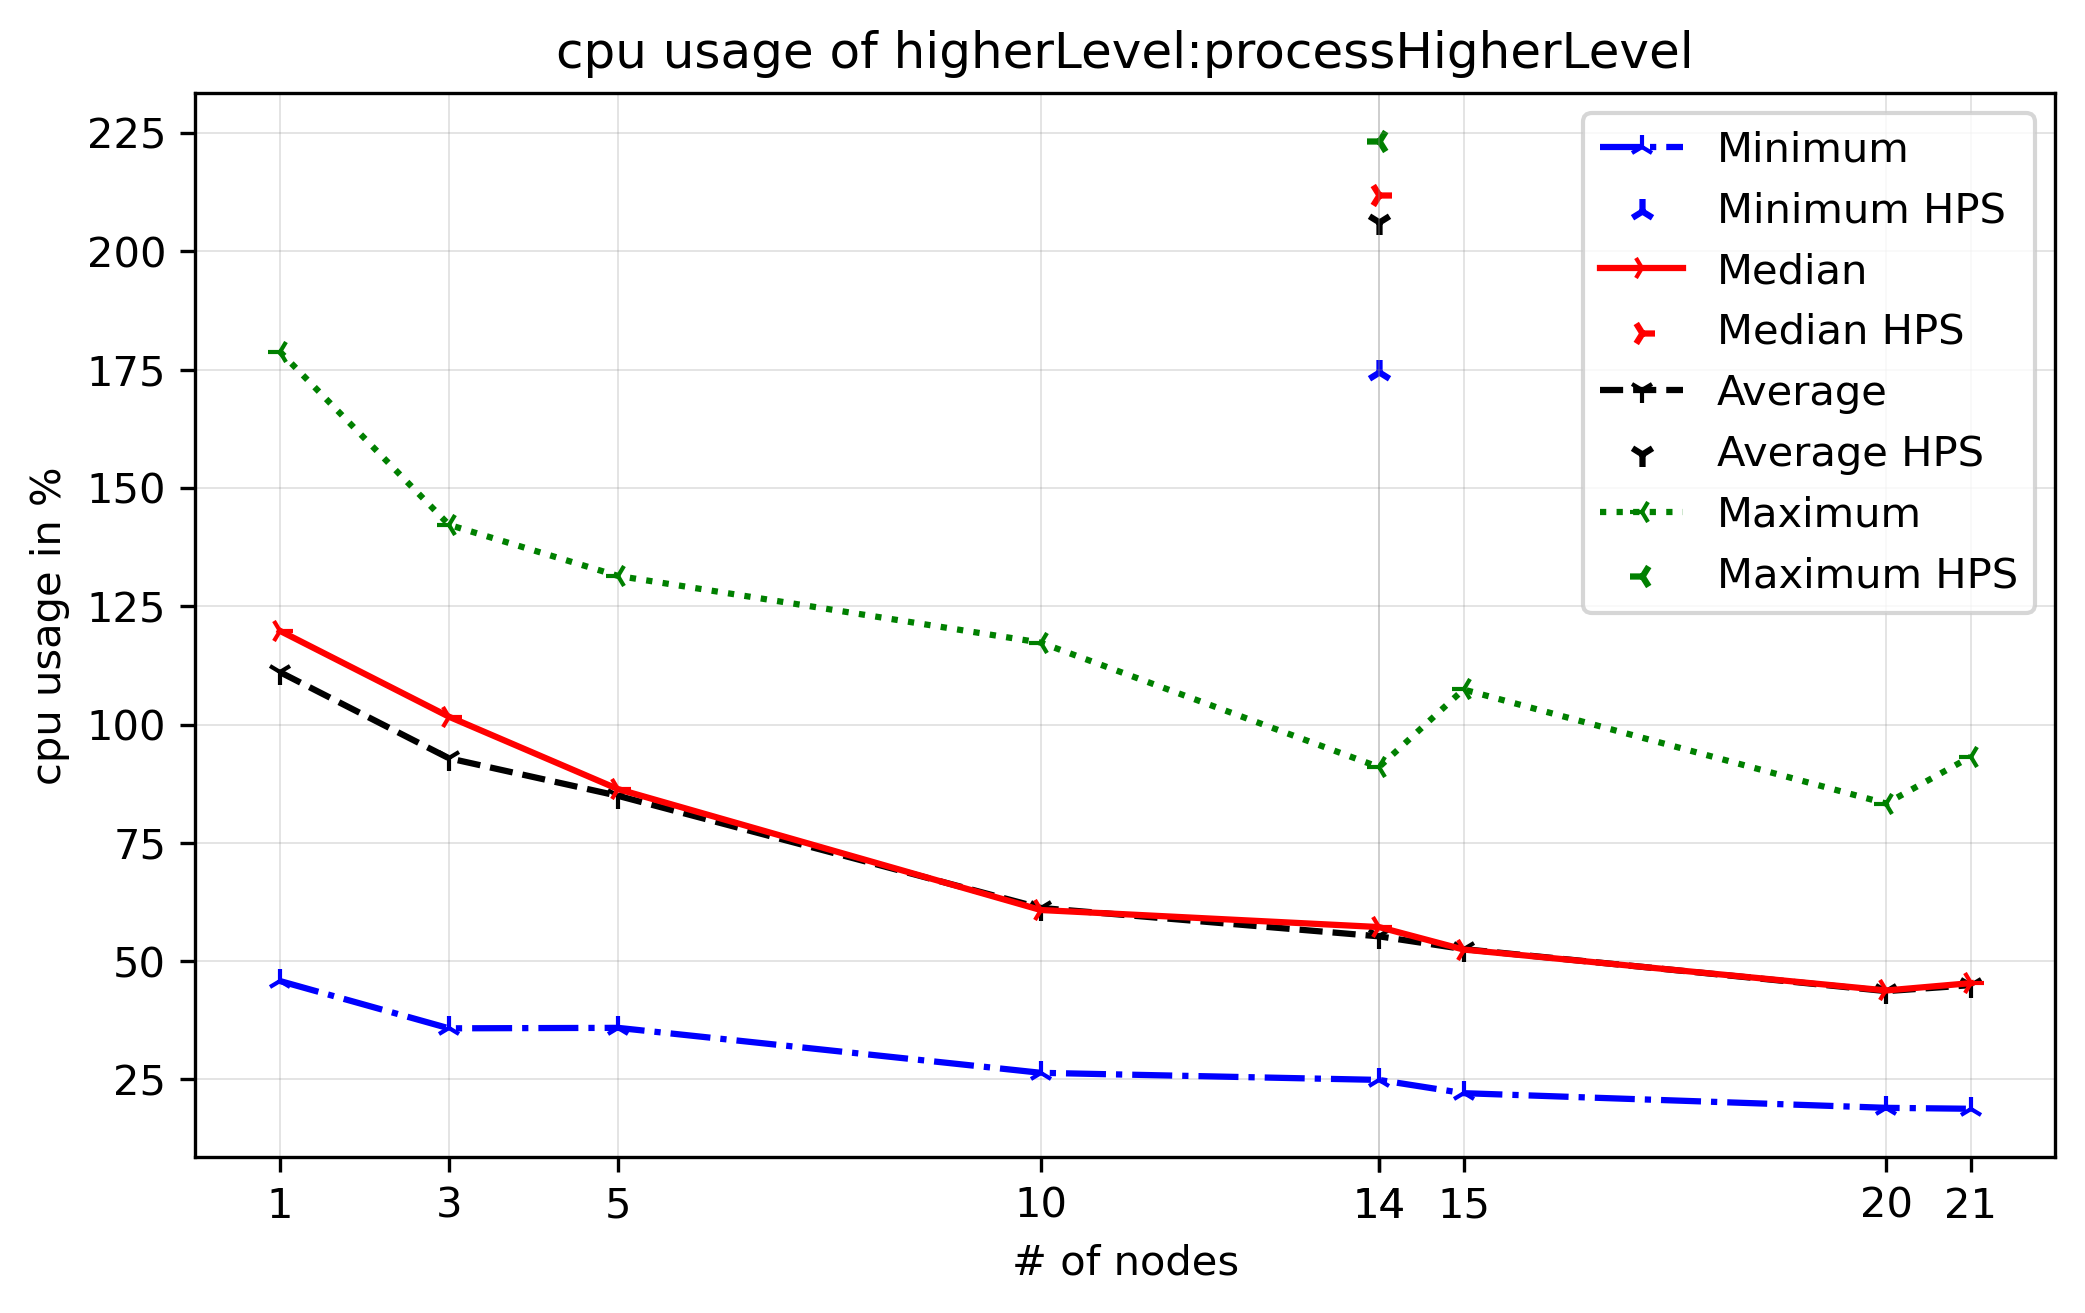 cpu usage of higherLevel:processHigherLevel
cpu usage in %
225
200
175
150
125
100
75
50
25
Minimum
Minimum HPS
Median
Median HPS
Average
Average HPS
Maximum
Maximum HPS
1 3 5 10 14 15 20 21
# of nodes